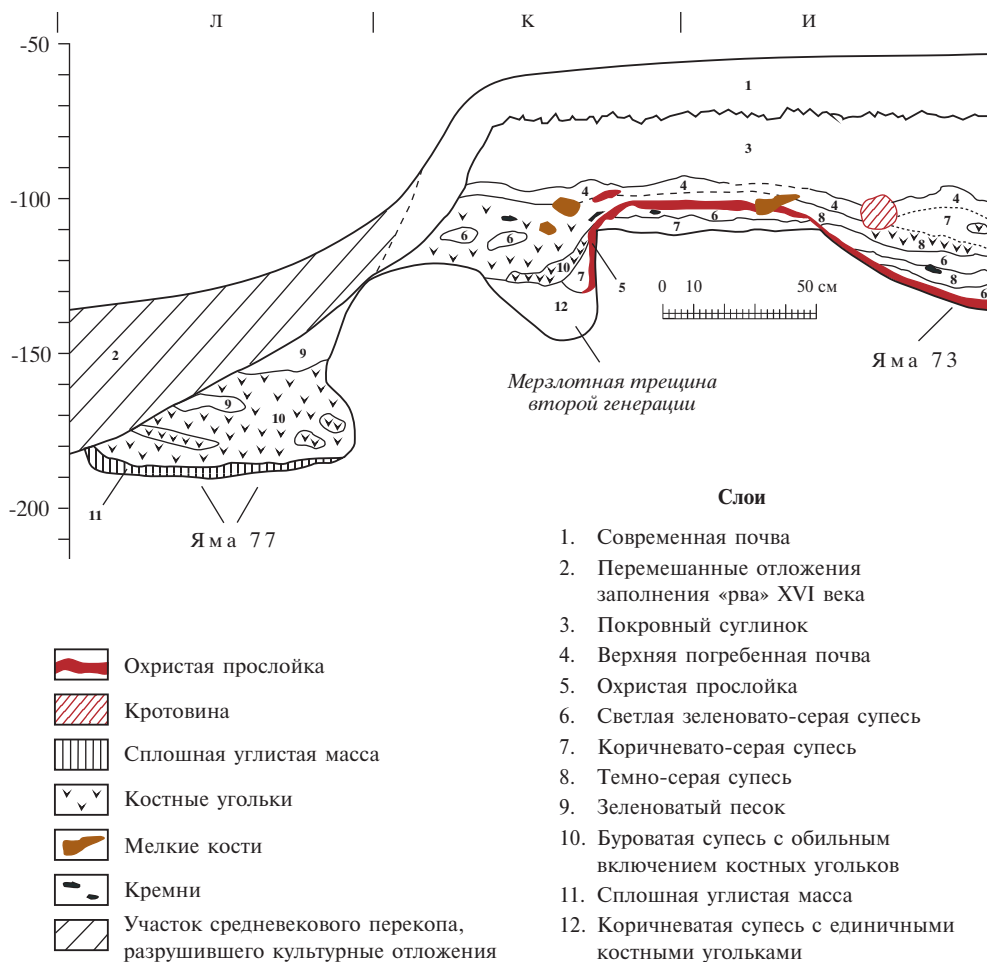 Л К И
-50
1
3
4 4 4 4
-100
6 6 6 7 8 7
8 6
10 7 5 8 6
12
0 10 50 см
-150
2
9
Яма 73
Мерзлотная трещина
второй генерации
9 10
-200
11
Яма 77
Слои
1. Современная почва
2. Перемешанные отложения
заполнения «рва» XVI века
3. Покровный суглинок
4. Верхняя погребенная почва
5. Охристая прослойка
6. Светлая зеленовато-серая супесь
7. Коричневато-серая супесь
8. Темно-серая супесь
9. Зеленоватый песок
10. Буроватая супесь с обильным
включением костных угольков
11. Сплошная углистая масса
12. Коричневатая супесь с единичными
костными угольками
Охристая прослойка
Кротовина
Сплошная углистая масса
Костные угольки
Мелкие кости
Кремни
Участок средневекового перекопа,
разрушившего культурные отложения